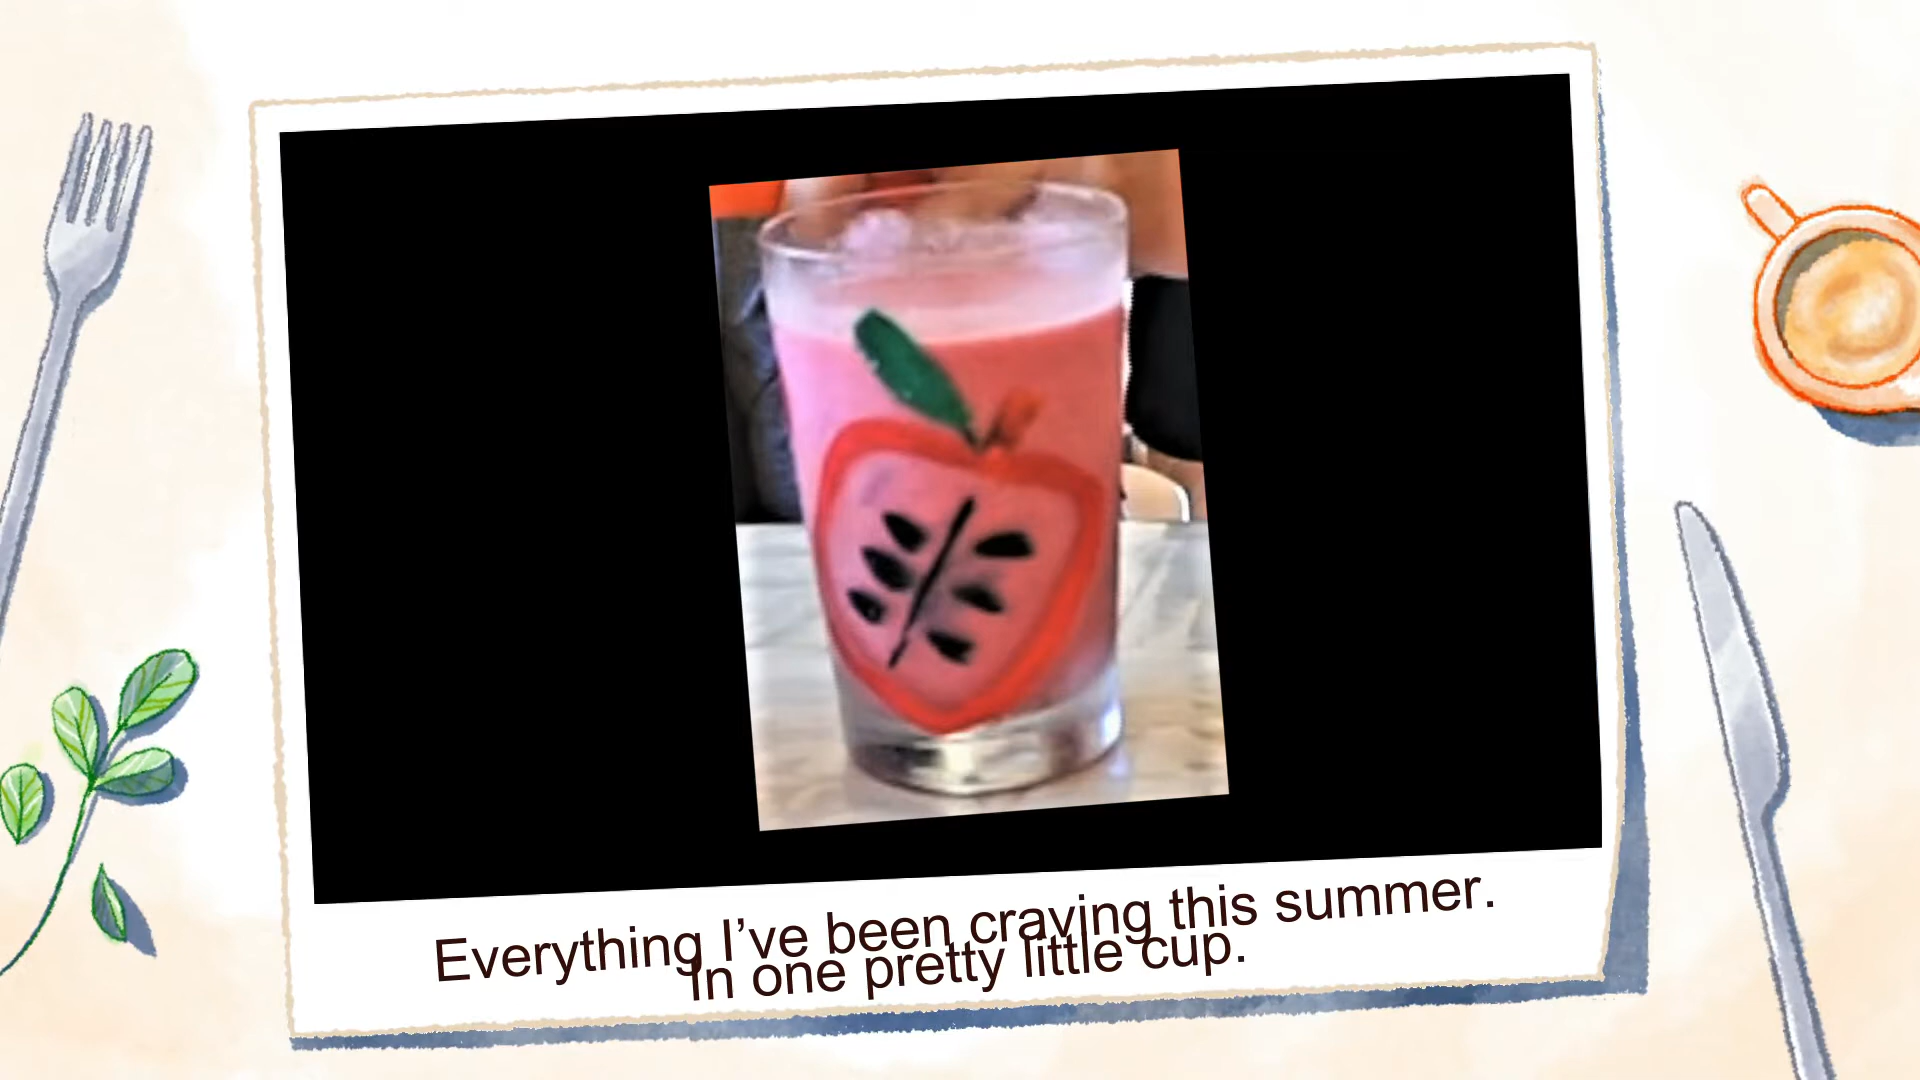 Everything I’ve been craving this summer.
In one pretty little cup.